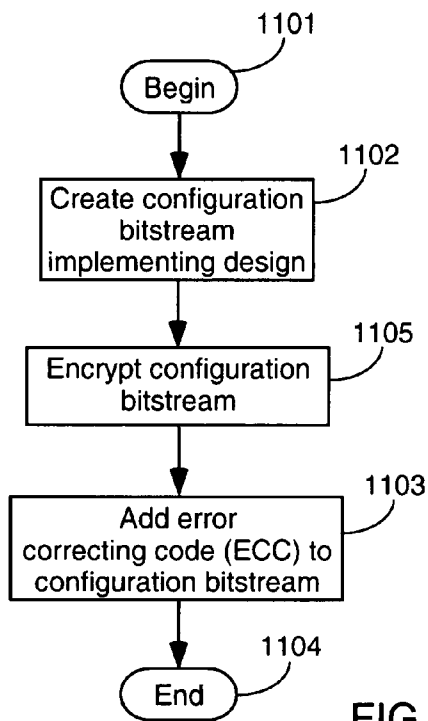 1101
Begin
1102
Create configuration
bitstream
implementing design
1105
Encrypt configuration
bitstream
1103
Add error
correcting code (ECC) to
configuration bitstream
1104
End
FIG